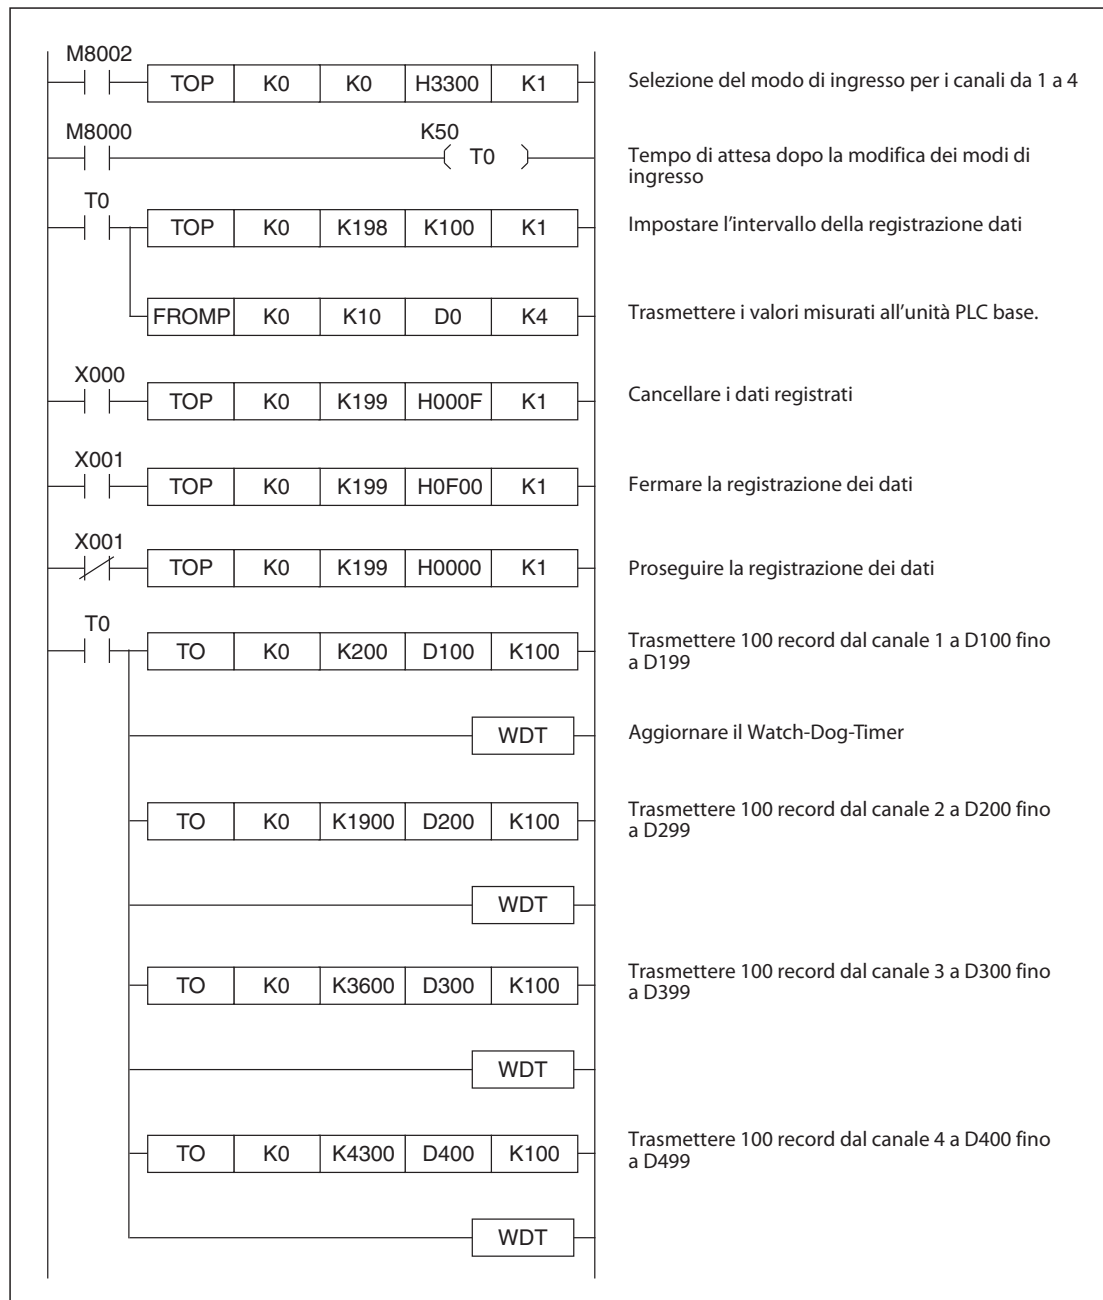 M8002
TOP K0 K0 H3300 K1
Selezione del modo di ingresso per i canali da 1 a 4
M8000
K50
T0
Tempo di attesa dopo la modifica dei modi di
ingresso
T0
TOP K0 K198 K100 K1
Impostare l'intervallo della registrazione dati
FROMP K0 K10 D0 K4
Trasmettere i valori misurati all'unità PLC base.
X000
TOP K0 K199 H000F K1
Cancellare i dati registrati
X001
TOP K0 K199 H0F00 K1
Fermare la registrazione dei dati
X001
TOP K0 K199 H0000 K1
Proseguire la registrazione dei dati
T0
TO K0 K200 D100 K100
Trasmettere 100 record dal canale 1 a D100 fino
a D199
WDT
Aggiornare il Watch-Dog-Timer
TO K0 K1900 D200 K100
Trasmettere 100 record dal canale 2 a D200 fino
a D299
WDT
TO K0 K3600 D300 K100
Trasmettere 100 record dal canale 3 a D300 fino
a D399
WDT
TO K0 K4300 D400 K100
Trasmettere 100 record dal canale 4 a D400 fino
a D499
WDT